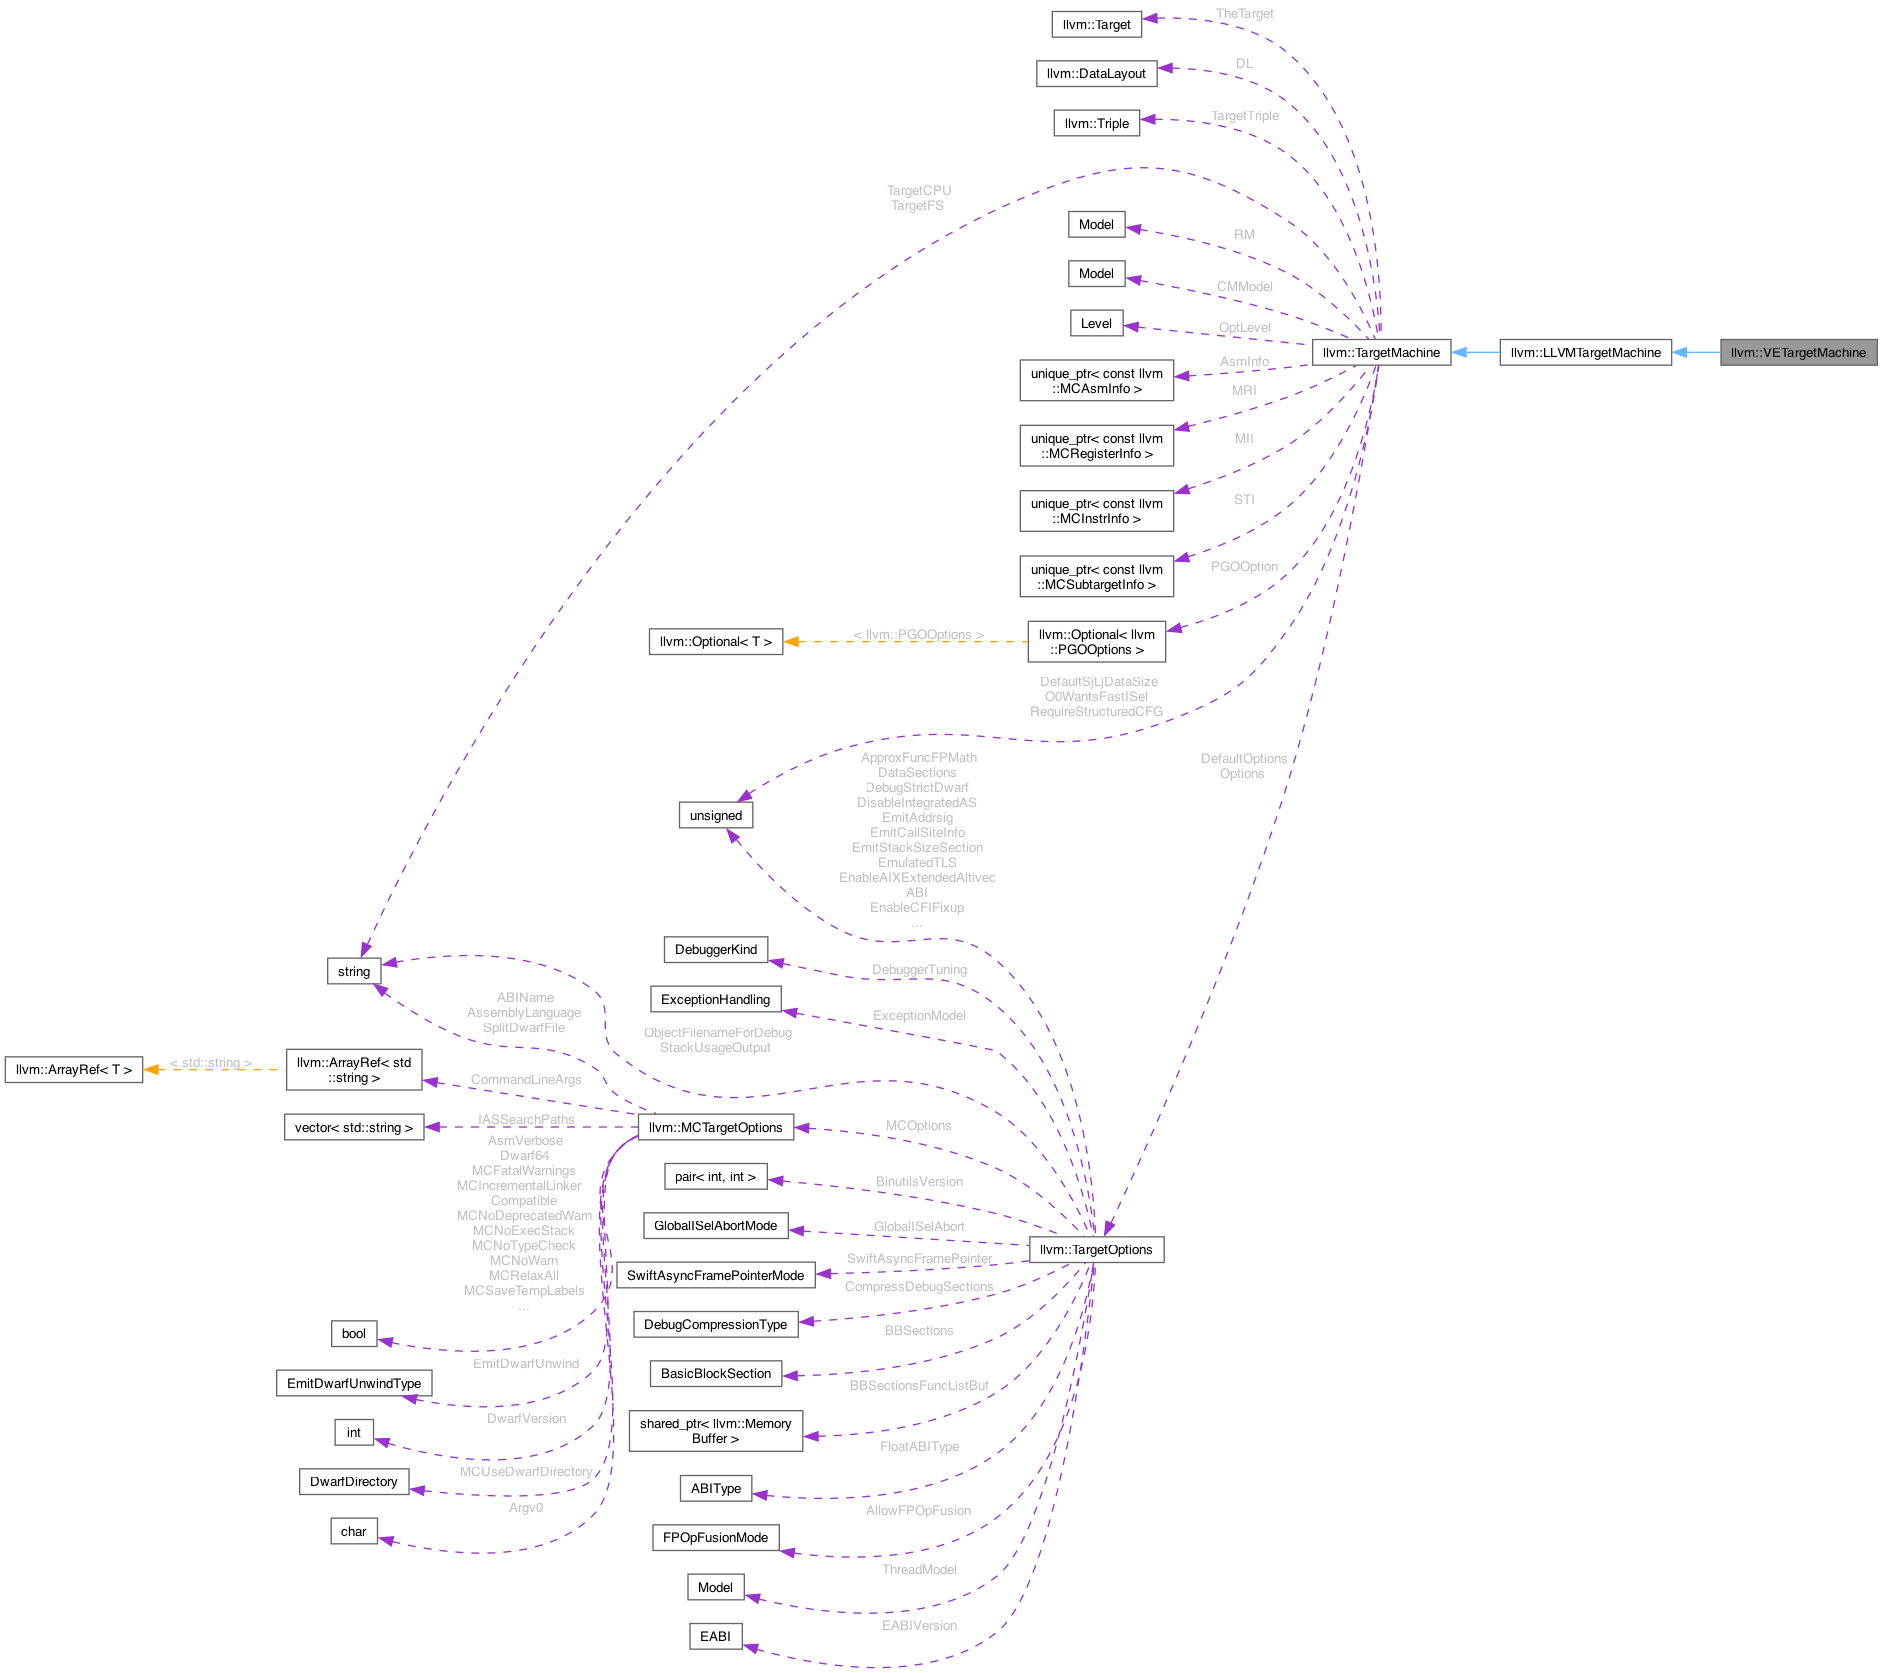 TheTarget
llvm::Target
DL
llvm::DataLayout
TargetTriple
llvm::Triple
TargetCPU
TargetFS
Model
RM
Model
CMModel
Level
OptLevel
llvm::TargetMachine
llvm::LLVMTargetMachine
llvm::VETargetMachine
AsmInfo
unique_ptr< const llvm
::MCAsmInfo >
MRI
unique_ptr< const llvm
::MCRegisterInfo >
MII
unique_ptr< const llvm
::MCInstrInfo >
STI
unique_ptr< const llvm
::MCSubtargetInfo >
PGOOption
llvm::Optional< T >
< llvm::PGOOptions >
llvm::Optional< llvm
::PGOOptions >
DefaultSjLjDataSize
O0WantsFastISel
RequireStructuredCFG
DefaultOptions
Options
unsigned
ApproxFuncFPMath
DataSections
DebugStrictDwarf
DisableIntegratedAS
EmitAddrsig
EmitCallSiteInfo
EmitStackSizeSection
EmulatedTLS
EnableAIXExtendedAltivec
ABI
EnableCFIFixup
...
DebuggerKind
DebuggerTuning
string
ExceptionHandling
ExceptionModel
ABIName
AssemblyLanguage
SplitDwarfFile
ObjectFilenameForDebug
StackUsageOutput
llvm::ArrayRef< T >
< std::string >
llvm::ArrayRef< std
::string >
CommandLineArgs
vector< std::string >
IASSearchPaths
llvm::MCTargetOptions
MCOptions
AsmVerbose
Dwarf64
MCFatalWarnings
MCIncrementalLinker
Compatible
MCNoDeprecatedWarn
MCNoExecStack
MCNoTypeCheck
MCNoWarn
MCRelaxAll
MCSaveTempLabels
...
pair< int, int >
BinutilsVersion
GlobalISelAbortMode
GlobalISelAbort
llvm::TargetOptions
SwiftAsyncFramePointerMode
SwiftAsyncFramePointer
CompressDebugSections
DebugCompressionType
bool
BBSections
BasicBlockSection
EmitDwarfUnwind
EmitDwarfUnwindType
BBSectionsFuncListBuf
shared_ptr< llvm::Memory
Buffer >
DwarfVersion
int
FloatABIType
ABIType
MCUseDwarfDirectory
DwarfDirectory
Argv0
char
AllowFPOpFusion
FPOpFusionMode
ThreadModel
Model
EABIVersion
EABI